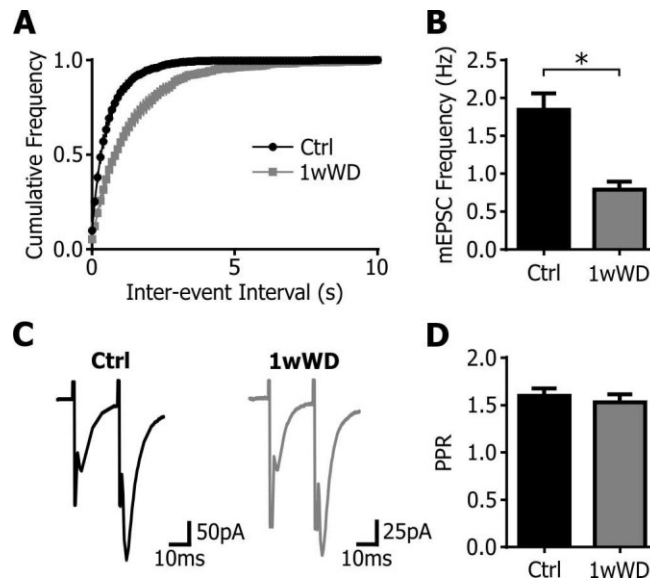 A
Cumulative Frequency
1.0
0.5
0.0
0
5
10
Inter-event Interval (s)
Ctrl
1wWD
B
mEPSC Frequency (Hz)
2.5
2.0
1.5
1.0
0.5
0.0
*
Ctrl
1wWD
C
Ctrl
1wWD
50pA
10ms
25pA
10ms
D
PPR
2.0
1.5
1.0
0.5
0.0
Ctrl
1wWD